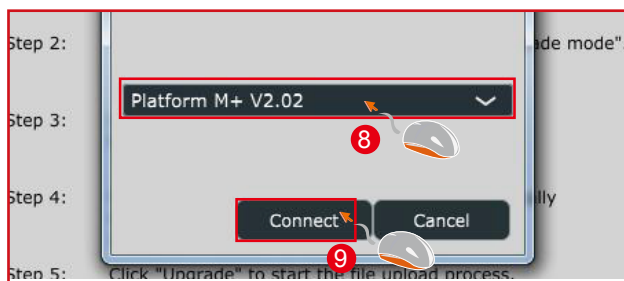 Step 2: ade mode".
Platform M+ V2.02
Step 3:
8
Step 4: lly
Connect Cancel
9
Step 5: Click "Upgrade" to start the file upload process.